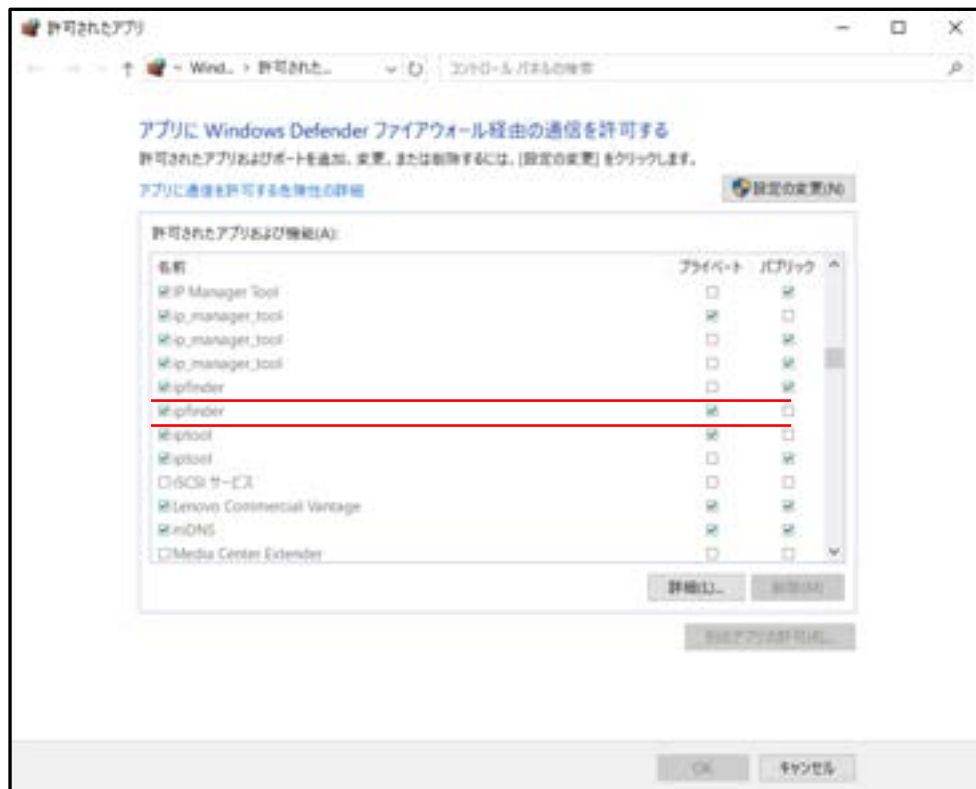 許可されたアプリ
Wind... > 許可された...
コントロール パネルの検索
アプリに Windows Defender ファイアウォール経由の通信を許可する
許可されたアプリおよびポートを追加、変更、または削除するには、[設定の変更] をクリックします。
アプリに通信を許可する危険性の詳細
設定の変更(N)
許可されたアプリおよび機能(A):
名前 プライベート パブリック
IP Manager Tool
ip_manager_tool
ip_manager_tool
ip_manager_tool
ipfinder
ipfinder
iptool
iptool
iSCSI サービス
Lenovo Commercial Vantage
mDNS
Media Center Extender
詳細(L)...
削除(M)
別のアプリの許可(R)...
OK
キャンセル